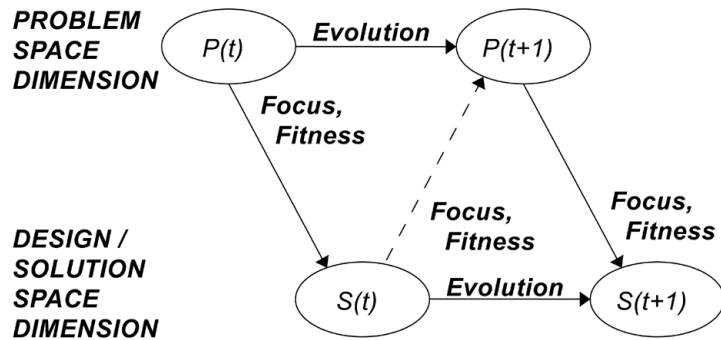 PROBLEM
SPACE
DIMENSION
P(t)
Evolution
P(t+1)
Focus,
Fitness
Focus,
Fitness
Focus,
Fitness
DESIGN /
SOLUTION
SPACE
DIMENSION
S(t)
Evolution
S(t+1)